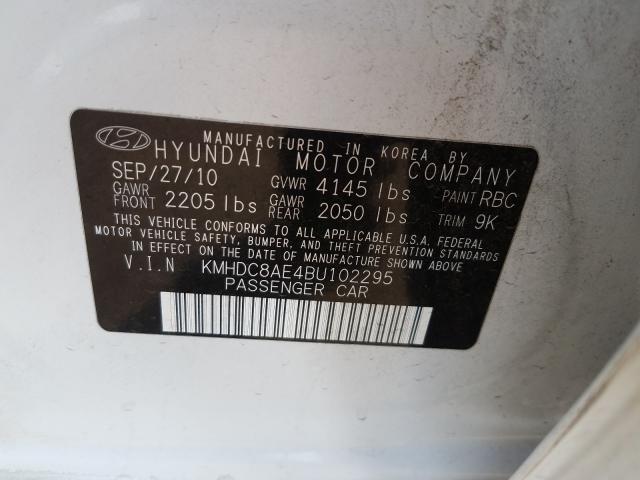 MANUFACTURED IN KOREA BY
HYUNDAI MOTOR COMPANY
SEP/27/10 GVWR 4145 lbs PAINT RBC
GAWR FRONT 2205 lbs GAWR REAR 2050 lbs TRIM 9K
THIS VEHICLE CONFORMS TO ALL APPLICABLE U.S.A. FEDERAL
MOTOR VEHICLE SAFETY, BUMPER, AND THEFT PREVENTION STANDARDS
IN EFFECT ON THE DATE OF MANUFACTURE SHOWN ABOVE.
V.I.N KMHDC8AE4BU102295
PASSENGER CAR